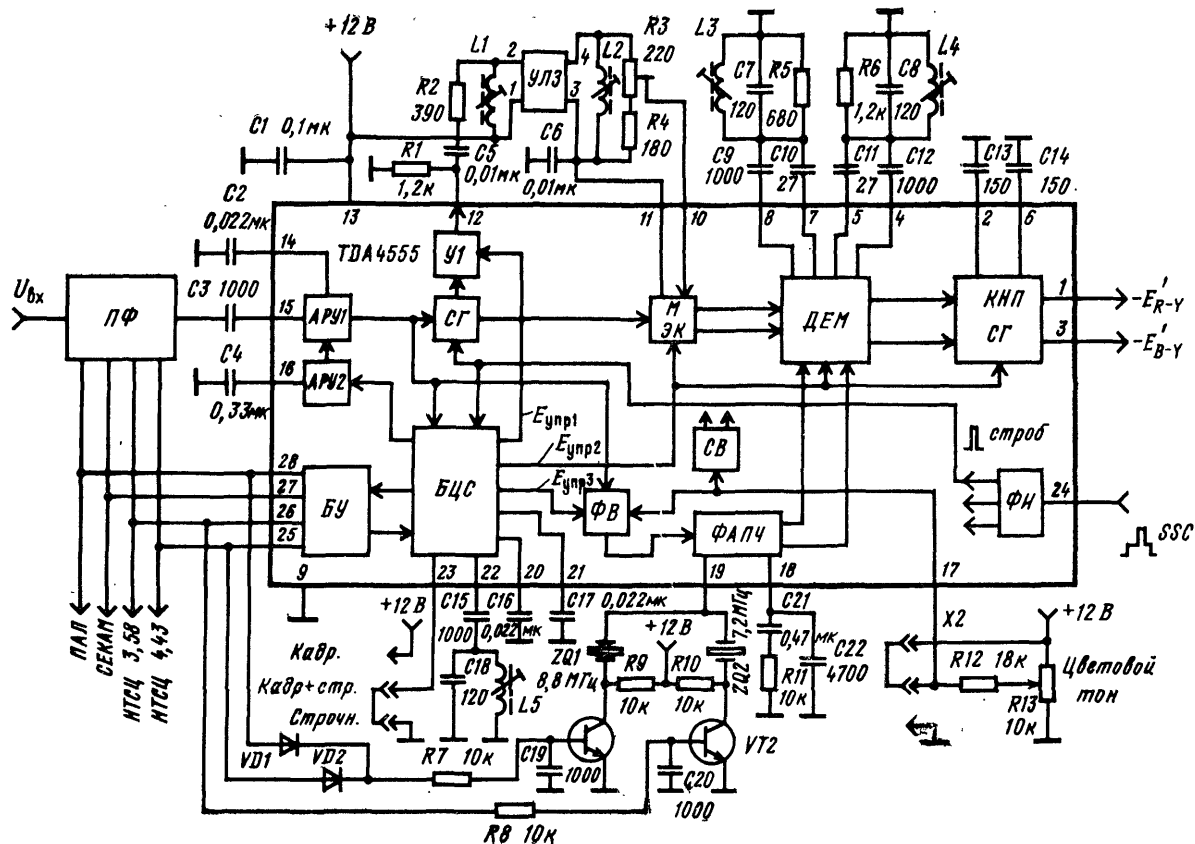 +12 В
L1
2
4
L2
R3
220
L3
C7
120
R5
680
R6
1,2к
C8
120
L4
R2
390
1
УЛЗ
3
C1 0,1мк
R1
1,2к
C5
0,01мк
C6
0,01мк
R4
180
C9
1000
C10
27
C11
27
C12
1000
C13
150
C14
150
C2
0,022мк
13
12
11
10
8
7
5
4
2
6
14
TDA4555
У1
Uвх
ПФ
C3 1000
15
АРУ1
СГ
М
ЭК
ДЕМ
КНП
СГ
1
-E'R-Y
3
-E'B-Y
C4
0,33мк
16
АРУ2
Eупр1
Eупр2
Eупр3
СВ
строб
28
27
26
25
БУ
БЦС
ФВ
ФАПЧ
ФИ
24
SSC
9
23
22
20
21
19
18
17
ПАЛ
СЕКАМ
НТСЦ 3,58
НТСЦ 4,43
+12 В
C15
1000
C16
0,022мк
C17
0,022мк
+12 В
7,2МГц
C21
0,47 мк
C22
4700
X2
+12 В
Кадр.
Кадр+стр.
Строчн.
C18
120
L5
ZQ1
8,8 МГц
R9
10к
R10
10к
ZQ2
R11
10к
R12 18к
Цветовой
тон
R13
10к
VD1
VD2
R7 10к
C19
1000
C20
1000
VT2
R8 10к